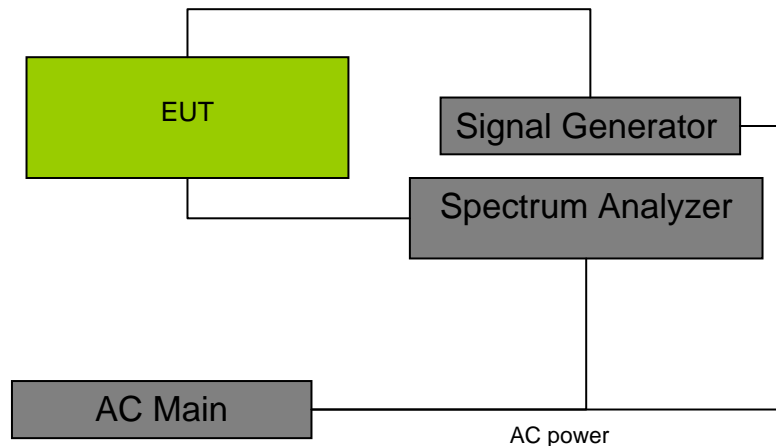 EUT
Signal Generator
Spectrum Analyzer
AC Main
AC power